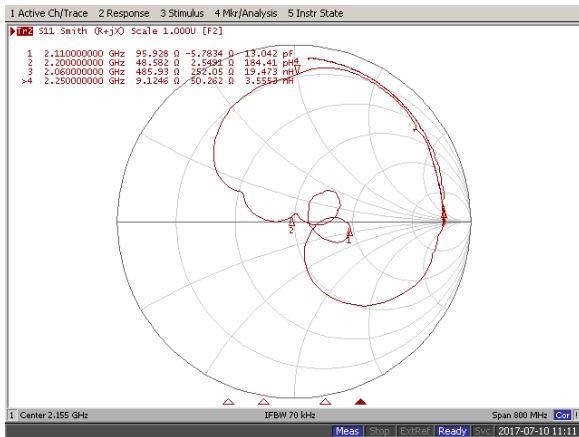 1 Active Ch/Trace 2 Response 3 Stimulus 4 Mkr/Analysis 5 Instr State
Tr2 S11 Smith (R+jX) Scale 1.000U [F2]
1 2.110000000 GHz 95.928 Ω -5.7834 Ω 13.042 pF
2 2.200000000 GHz 48.582 Ω 2.5491 Ω 184.41 pH
3 2.060000000 GHz 485.93 Ω 252.05 Ω 19.473 nH
>4 2.250000000 GHz 9.1246 Ω 50.262 Ω 3.5553 nH
4
2
1
1 Center 2.155 GHz IFBW 70 kHz Span 800 MHz Cor !
Meas Stop ExtRef Ready Svc 2017-07-10 11:11